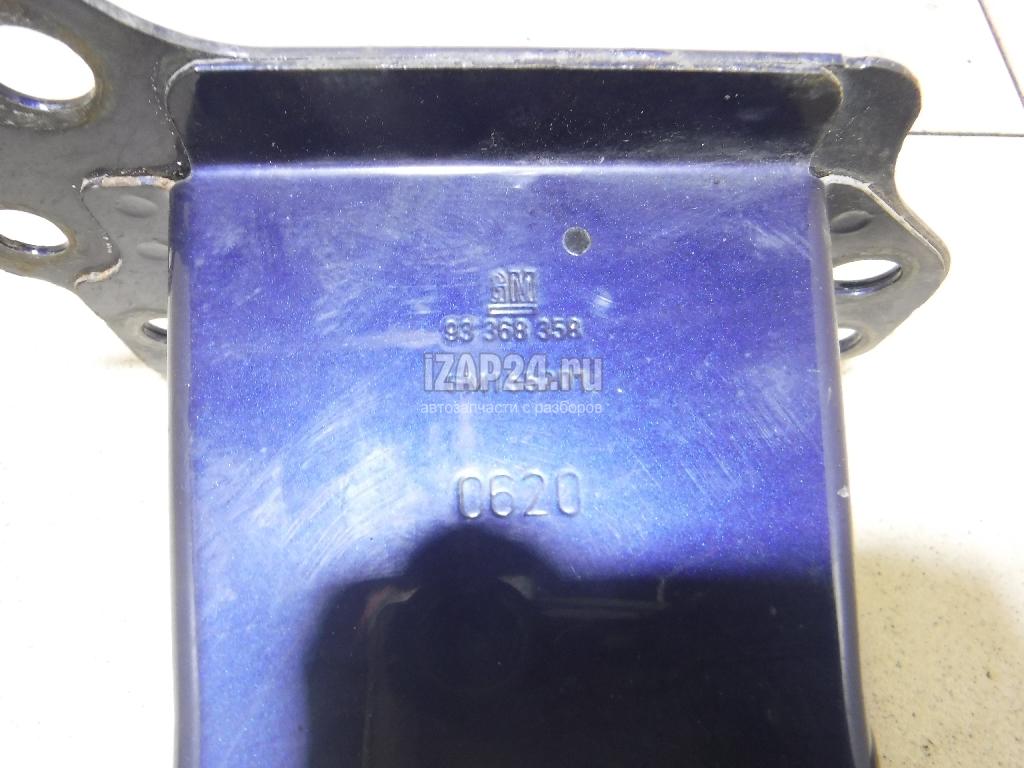 GM
93 368 358
iZAP24.ru
автозапчасти с разборов
0620